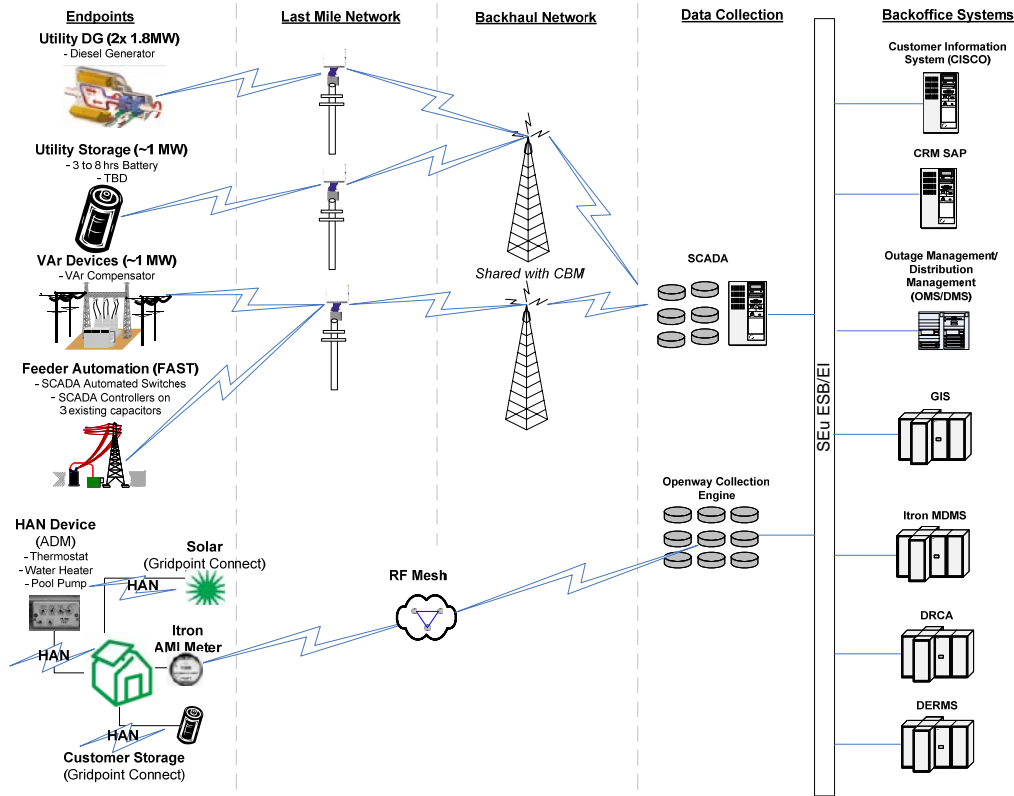 Endpoints
Last Mile Network
Backhaul Network
Data Collection
Backoffice Systems
Utility DG (2x 1.8MW)
- Diesel Generator
Utility Storage (~1 MW)
- 3 to 8 hrs Battery
- TBD
VAr Devices (~1 MW)
- VAr Compensator
Feeder Automation (FAST)
- SCADA Automated Switches
- SCADA Controllers on
3 existing capacitors
HAN Device
(ADM)
- Thermostat
- Water Heater
- Pool Pump
Solar
(Gridpoint Connect)
HAN
Itron
AMI Meter
HAN
HAN
Customer Storage
(Gridpoint Connect)
RF Mesh
Shared with CBM
SCADA
Openway Collection
Engine
SEu ESB/EI
Customer Information
System (CISCO)
CRM SAP
Outage Management/
Distribution
Management
(OMS/DMS)
GIS
Itron MDMS
DRCA
DERMS